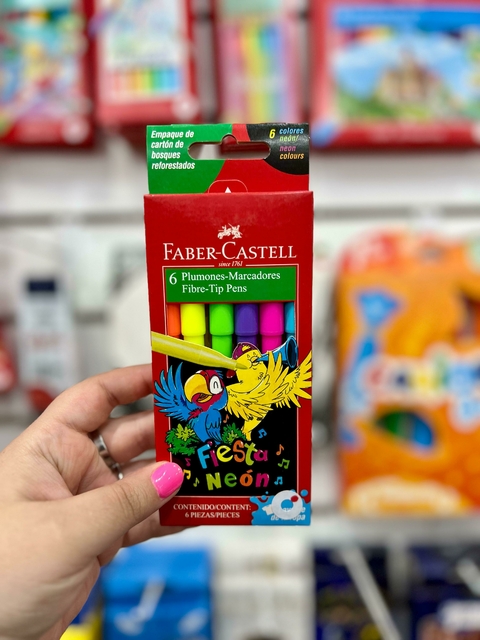 Empaque de
cartón de
bosques
reforestados
6 colores
neón/
neon
colours
FABER-CASTELL
since 1761
6 Plumones-Marcadores
Fibre-Tip Pens
Fiesta
Neón
CONTENIDO/CONTENT:
6 PIEZAS/PIECES